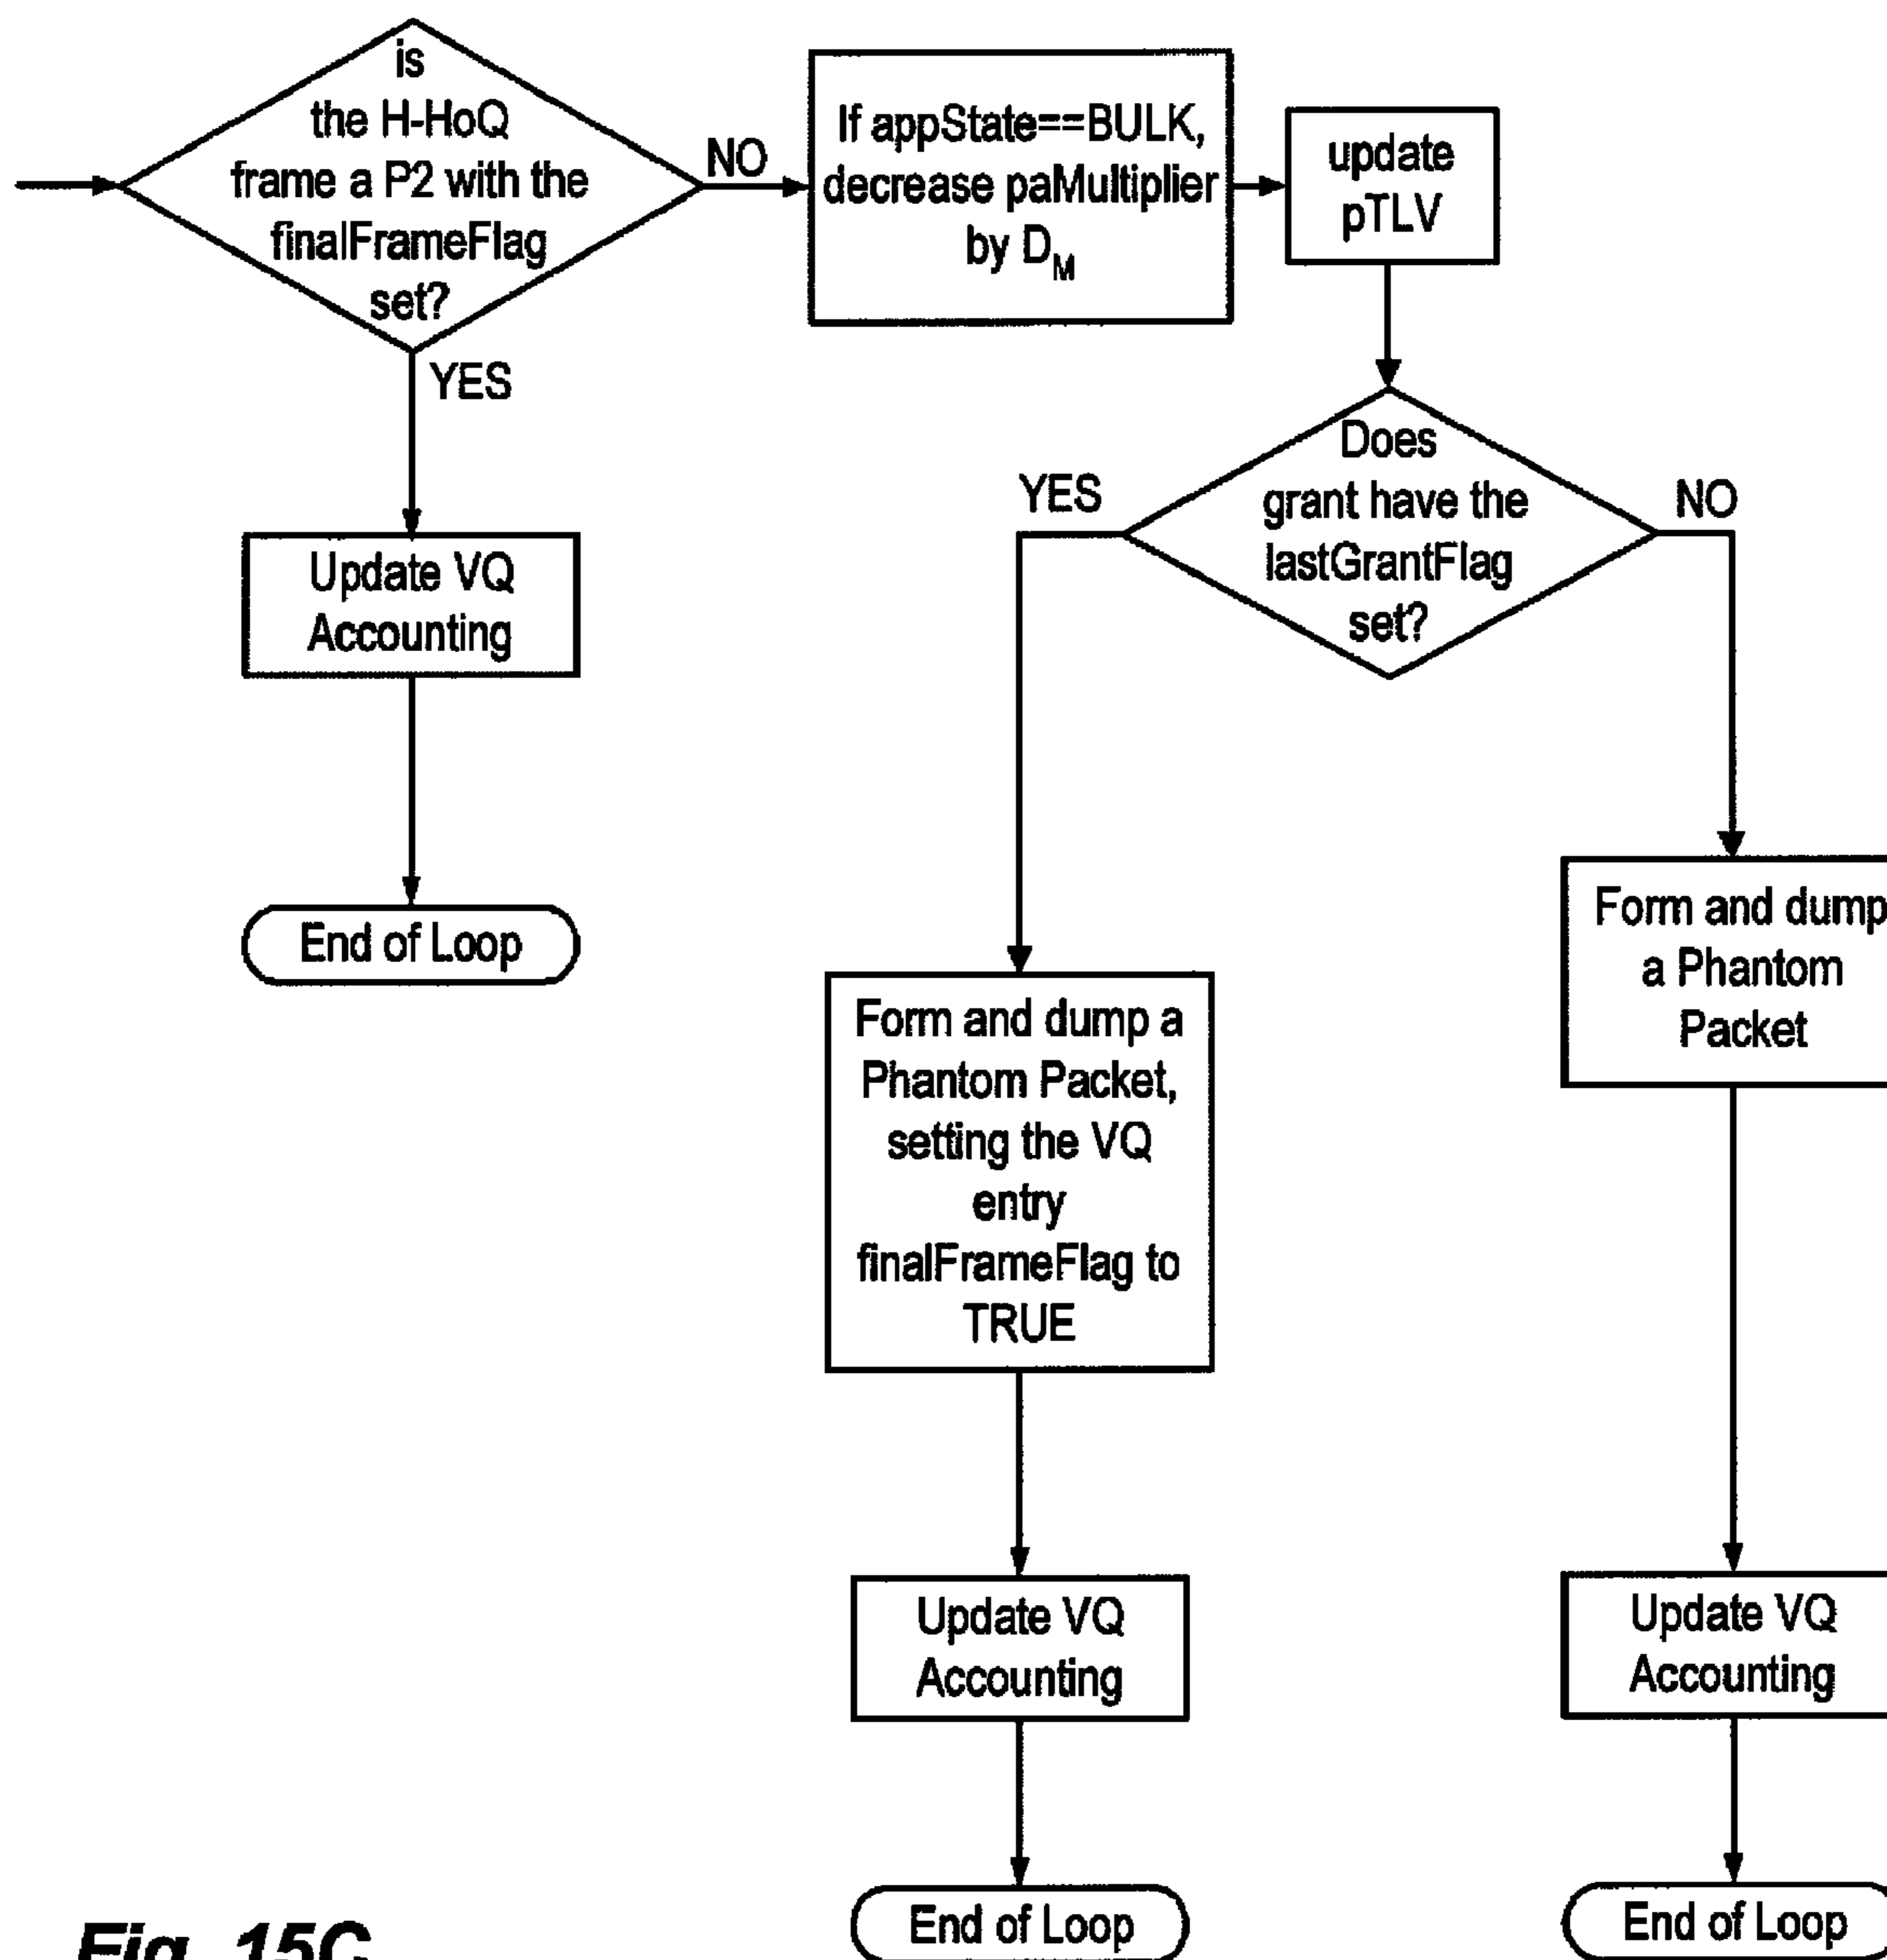 is
the H-HoQ
frame a P2 with the
finalFrameFlag
set?
NO
YES
If appState==BULK,
decrease paMultiplier
by DM
update
pTLV
Does
grant have the
lastGrantFlag
set?
YES
NO
Update VQ
Accounting
End of Loop
Form and dump a
Phantom Packet,
setting the VQ
entry
finalFrameFlag to
TRUE
Update VQ
Accounting
End of Loop
Form and dump
a Phantom
Packet
Update VQ
Accounting
End of Loop
Fig. 15C